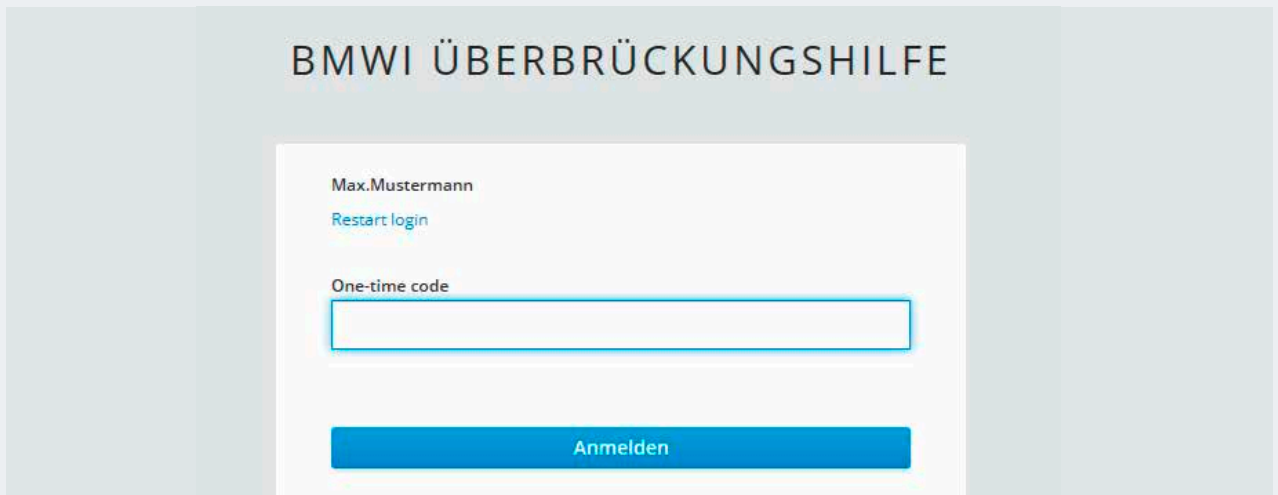 BMWI ÜBERBRÜCKUNGSHILFE
Max.Mustermann
Restart login
One-time code
Anmelden